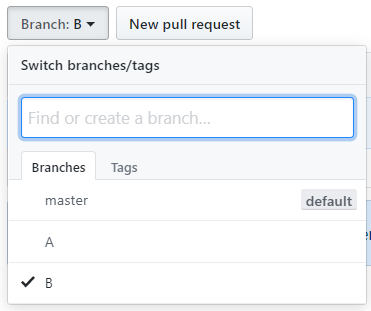 Branch: B New pull request
Switch branches/tags
Find or create a branch...
Branches Tags
master default
A
B